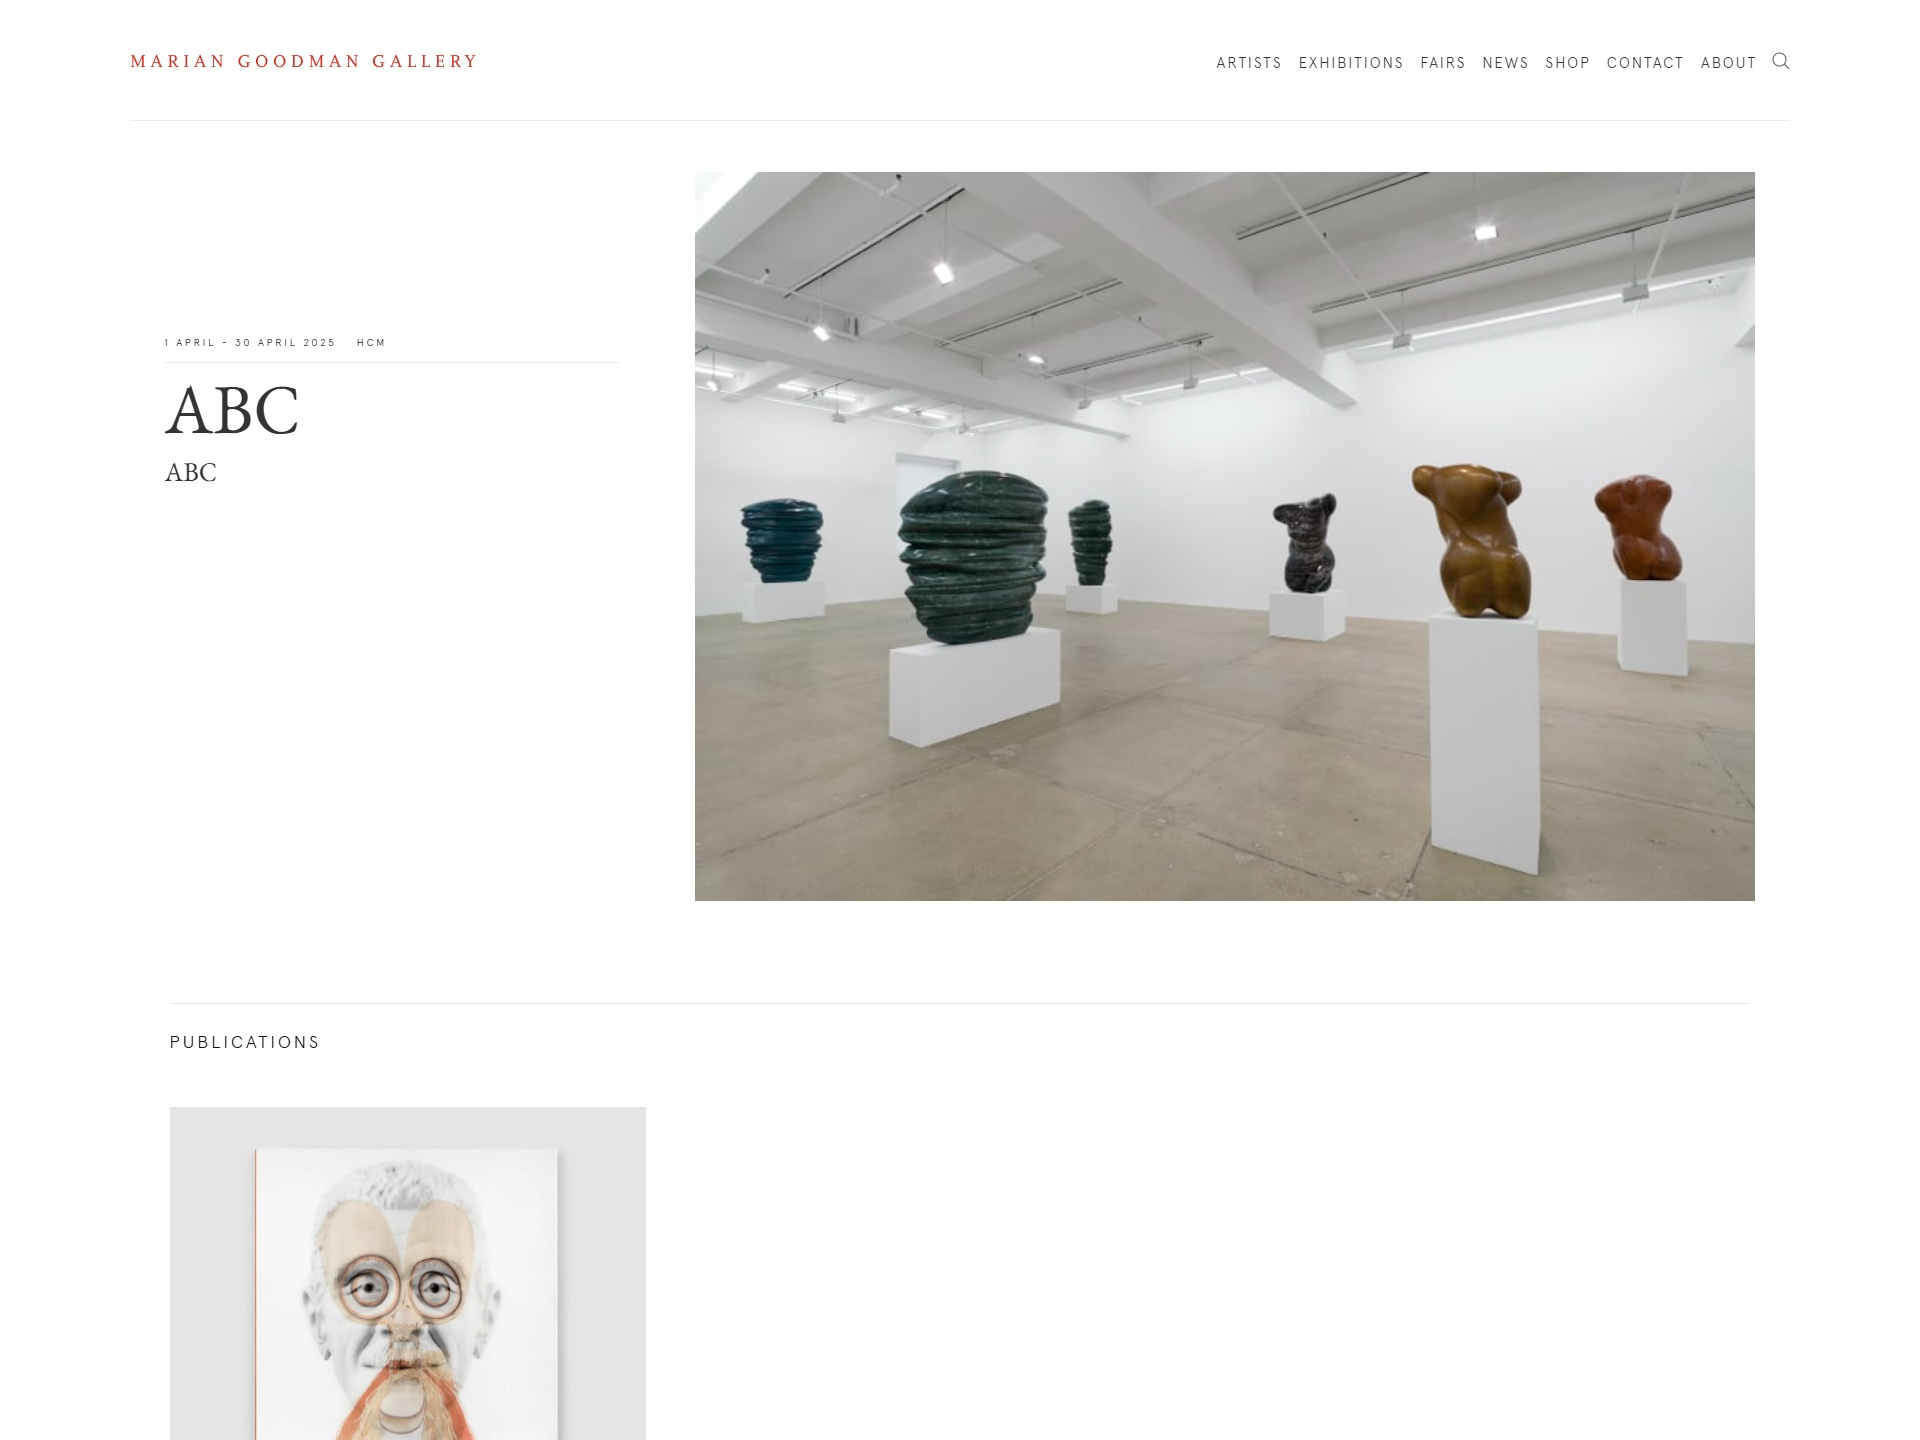 MARIAN GOODMAN GALLERY
ARTISTS EXHIBITIONS FAIRS NEWS SHOP CONTACT ABOUT
1 APRIL – 30 APRIL 2025 HCM
ABC
ABC
PUBLICATIONS